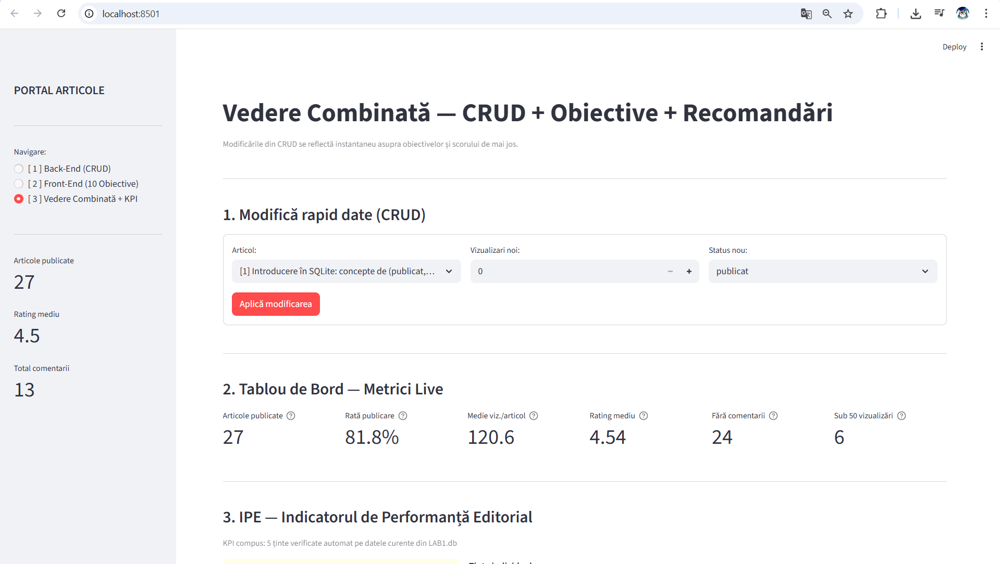 localhost:8501
Deploy
PORTAL ARTICOLE
Navigare:
[ 1 ] Back-End (CRUD)
[ 2 ] Front-End (10 Obiective)
[ 3 ] Vedere Combinată + KPI
Articole publicate
27
Rating mediu
4.5
Total comentarii
13
Vedere Combinată — CRUD + Obiective + Recomandări
Modificările din CRUD se reflectă instantaneu asupra obiectivelor și scorului de mai jos.
1. Modifică rapid date (CRUD)
Articol:
[1] Introducere în SQLite: concepte de (publicat,...
Vizualizari noi:
0
Status nou:
publicat
Aplică modificarea
2. Tablou de Bord — Metrici Live
Articole publicate
27
Rată publicare
81.8%
Medie viz./articol
120.6
Rating mediu
4.54
Fără comentarii
24
Sub 50 vizualizări
6
3. IPE — Indicatorul de Performanță Editorial
KPI compus: 5 ținte verificate automat pe datele curente din LAB1.db